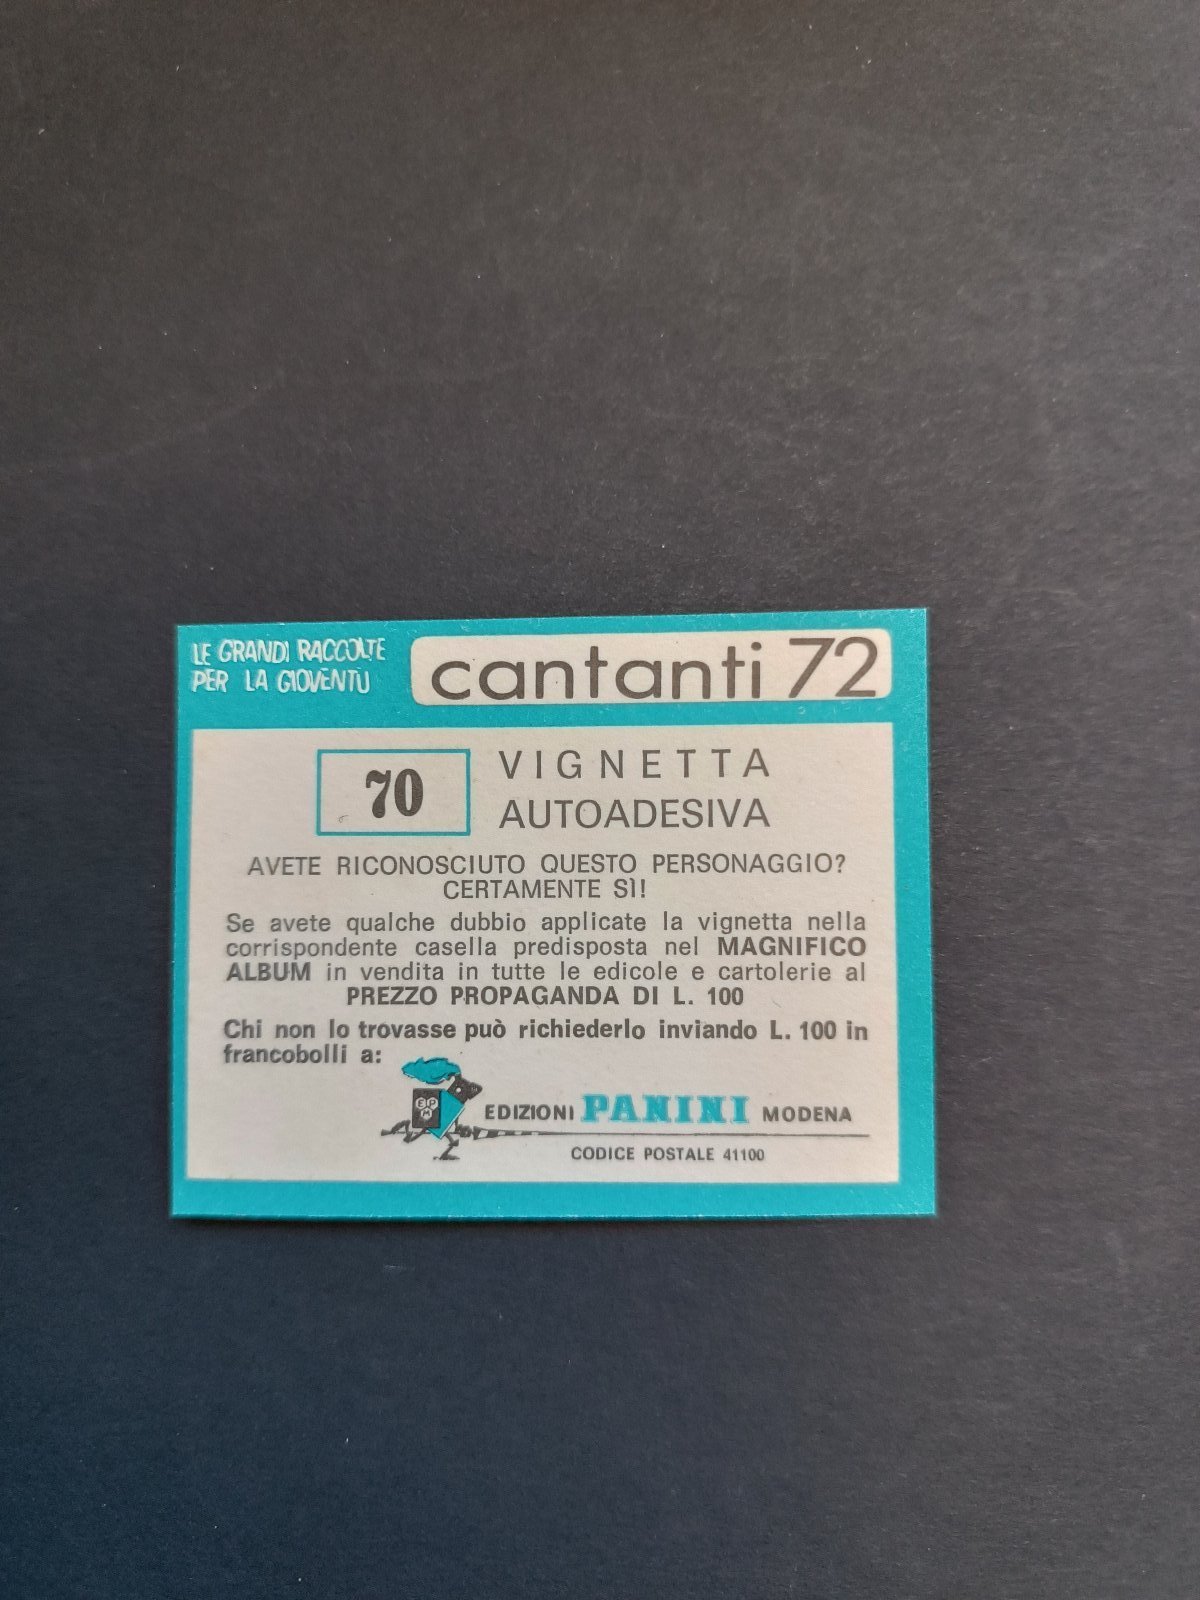 LE GRANDI RACCOLTE
PER LA GIOVENTÙ
cantanti 72
70
VIGNETTA
AUTOADESIVA
AVETE RICONOSCIUTO QUESTO PERSONAGGIO?
CERTAMENTE SÌ!
Se avete qualche dubbio applicate la vignetta nella
corrispondente casella predisposta nel MAGNIFICO
ALBUM in vendita in tutte le edicole e cartolerie al
PREZZO PROPAGANDA DI L. 100
Chi non lo trovasse può richiederlo inviando L. 100 in
francobolli a:
EPM
EDIZIONI PANINI MODENA
CODICE POSTALE 41100